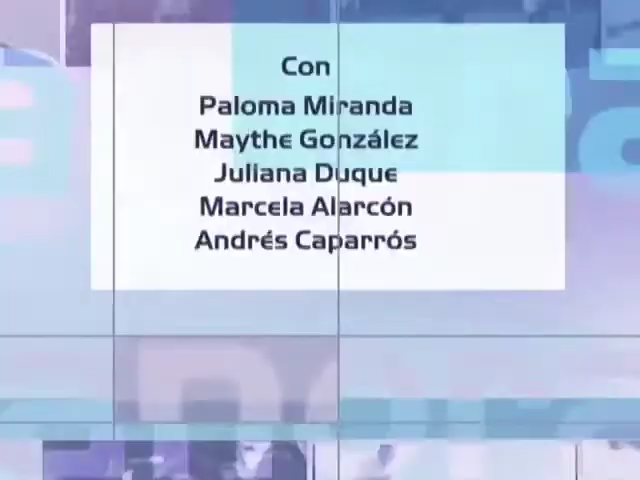 Con
Paloma Miranda
Maythe González
Juliana Duque
Marcela Alarcón
Andrés Caparrós